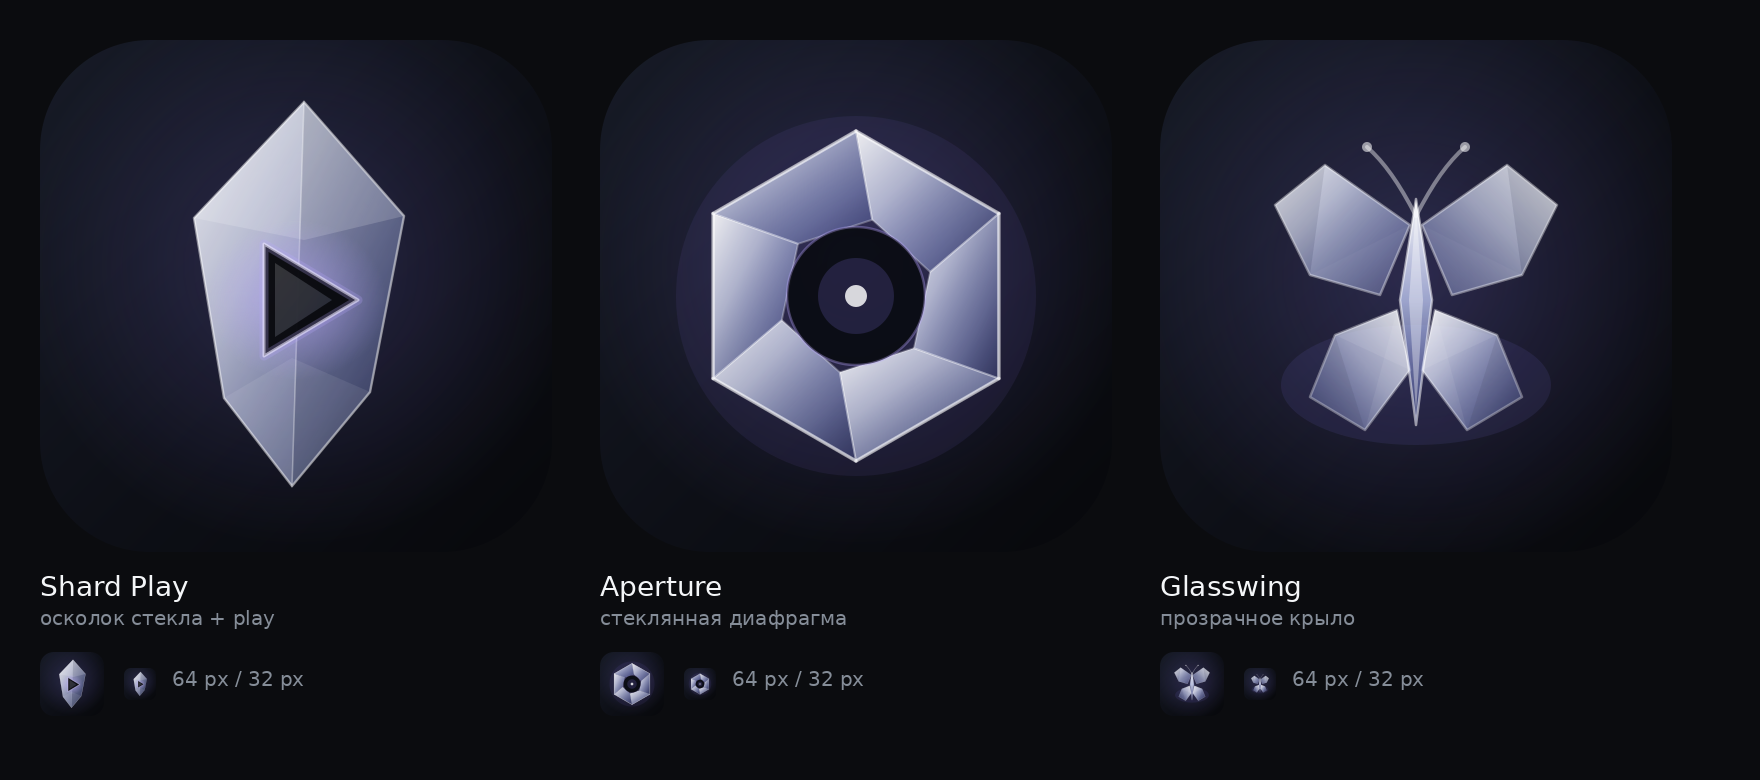 Shard Play
осколок стекла + play
64 px / 32 px
Aperture
стеклянная диафрагма
64 px / 32 px
Glasswing
прозрачное крыло
64 px / 32 px